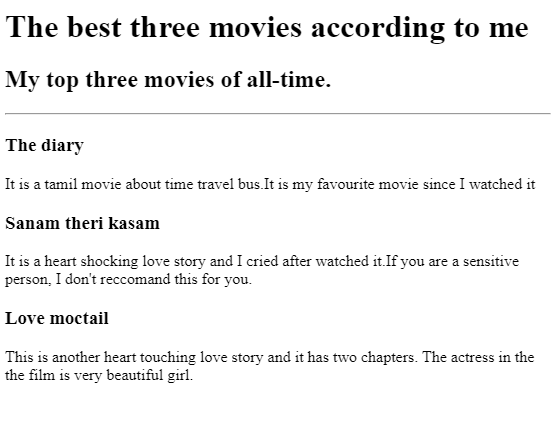 The best three movies according to me
My top three movies of all-time.
The diary
It is a tamil movie about time travel bus.It is my favourite movie since I watched it
Sanam theri kasam
It is a heart shocking love story and I cried after watched it.If you are a sensitive
person, I don't reccomand this for you.
Love moctail
This is another heart touching love story and it has two chapters. The actress in the
the film is very beautiful girl.